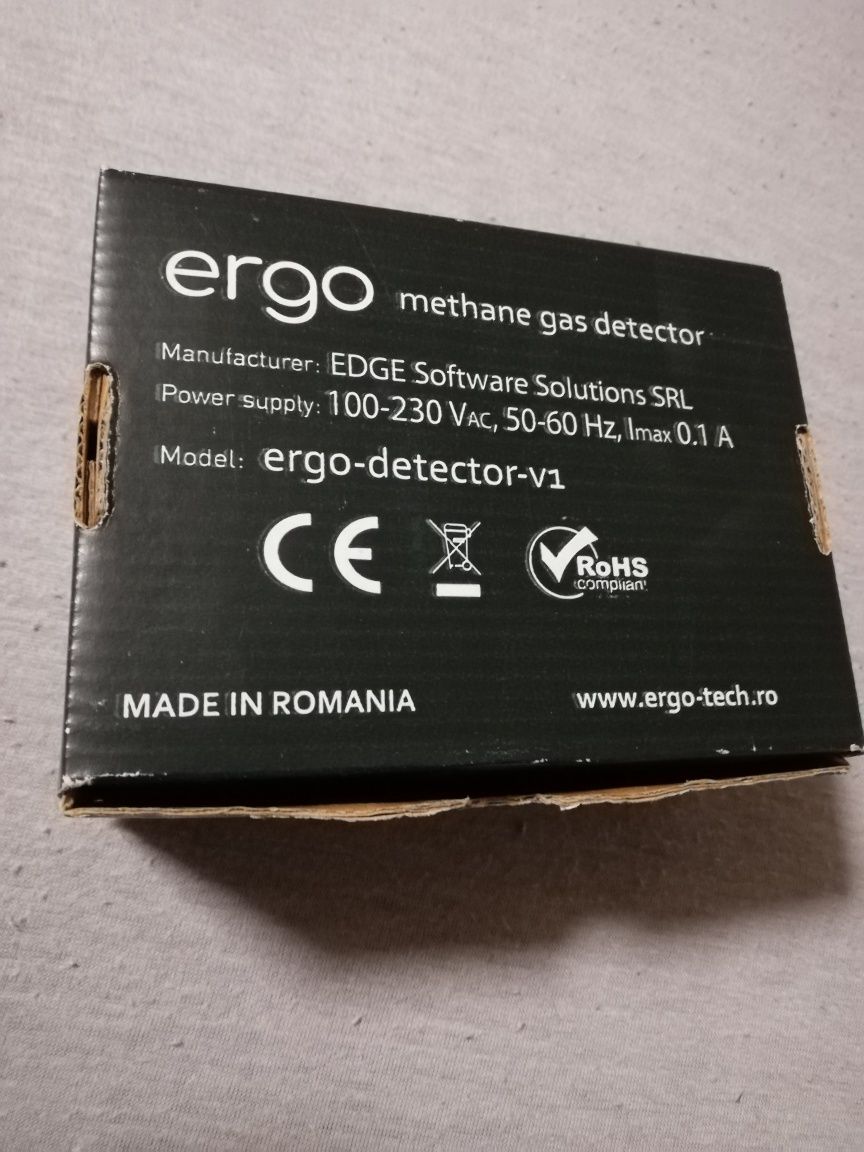 ergo methane gas detector
Manufacturer: EDGE Software Solutions SRL
Power supply: 100-230 VAC, 50-60 Hz, Imax 0.1 A
Model: ergo-detector-v1
CE
RoHS
compliant
MADE IN ROMANIA
www.ergo-tech.ro